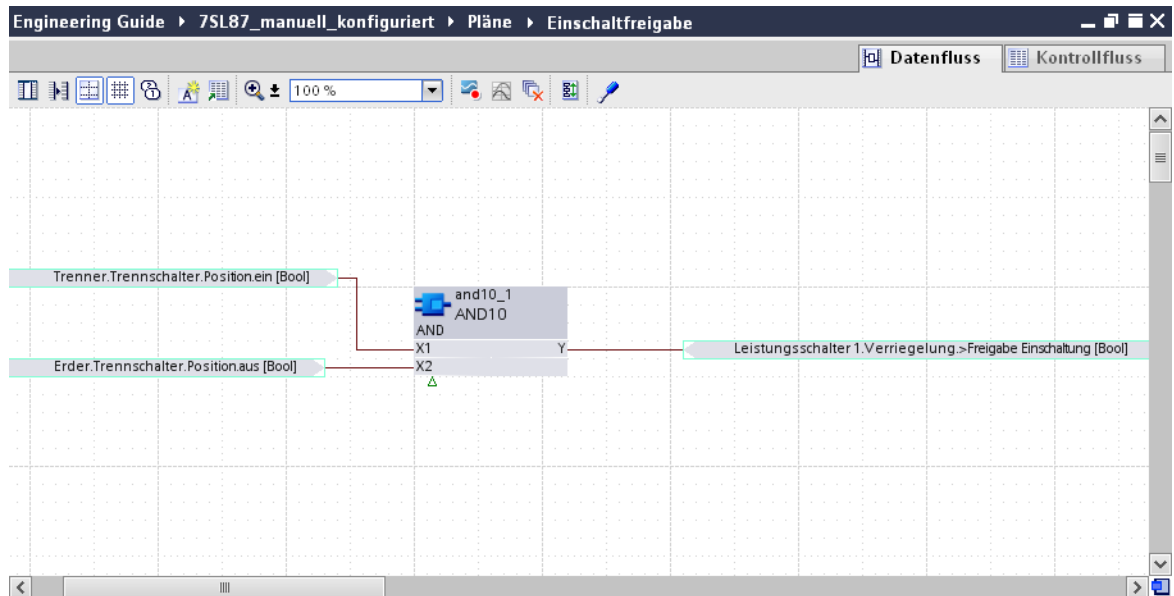 Engineering Guide ▸ 7SL87_manuell_konfiguriert ▸ Pläne ▸ Einschaltfreigabe
Datenfluss
Kontrollfluss
100 %
Trenner.Trennschalter.Position.ein [Bool]
and10_1
AND10
AND
X1
Y
Leistungsschalter 1.Verriegelung.>Freigabe Einschaltung [Bool]
Erder.Trennschalter.Position.aus [Bool]
X2